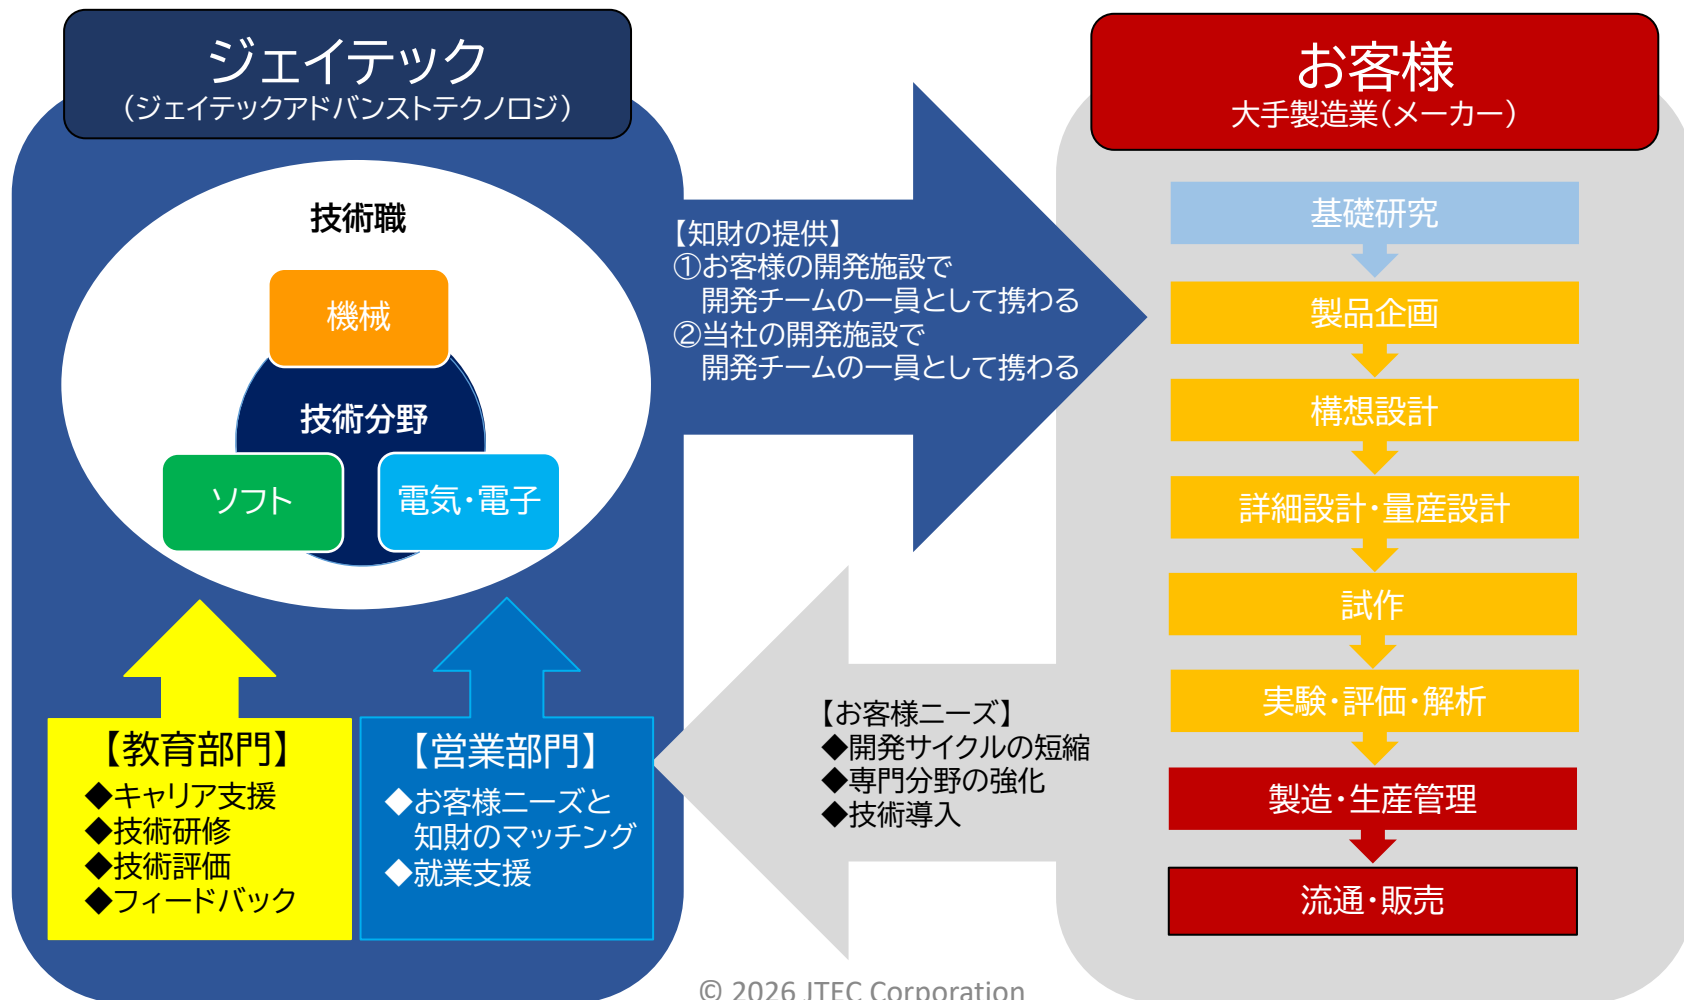 ジェイテック
（ジェイテックアドバンストテクノロジ）
技術職
機械
技術分野
ソフト
電気・電子
【教育部門】
◆キャリア支援
◆技術研修
◆技術評価
◆フィードバック
【営業部門】
◆お客様ニーズと
知財のマッチング
◆就業支援
【知財の提供】
①お客様の開発施設で
開発チームの一員として携わる
②当社の開発施設で
開発チームの一員として携わる
【お客様ニーズ】
◆開発サイクルの短縮
◆専門分野の強化
◆技術導入
お客様
大手製造業（メーカー）
基礎研究
製品企画
構想設計
詳細設計・量産設計
試作
実験・評価・解析
製造・生産管理
流通・販売
© 2026 JTEC Corporation